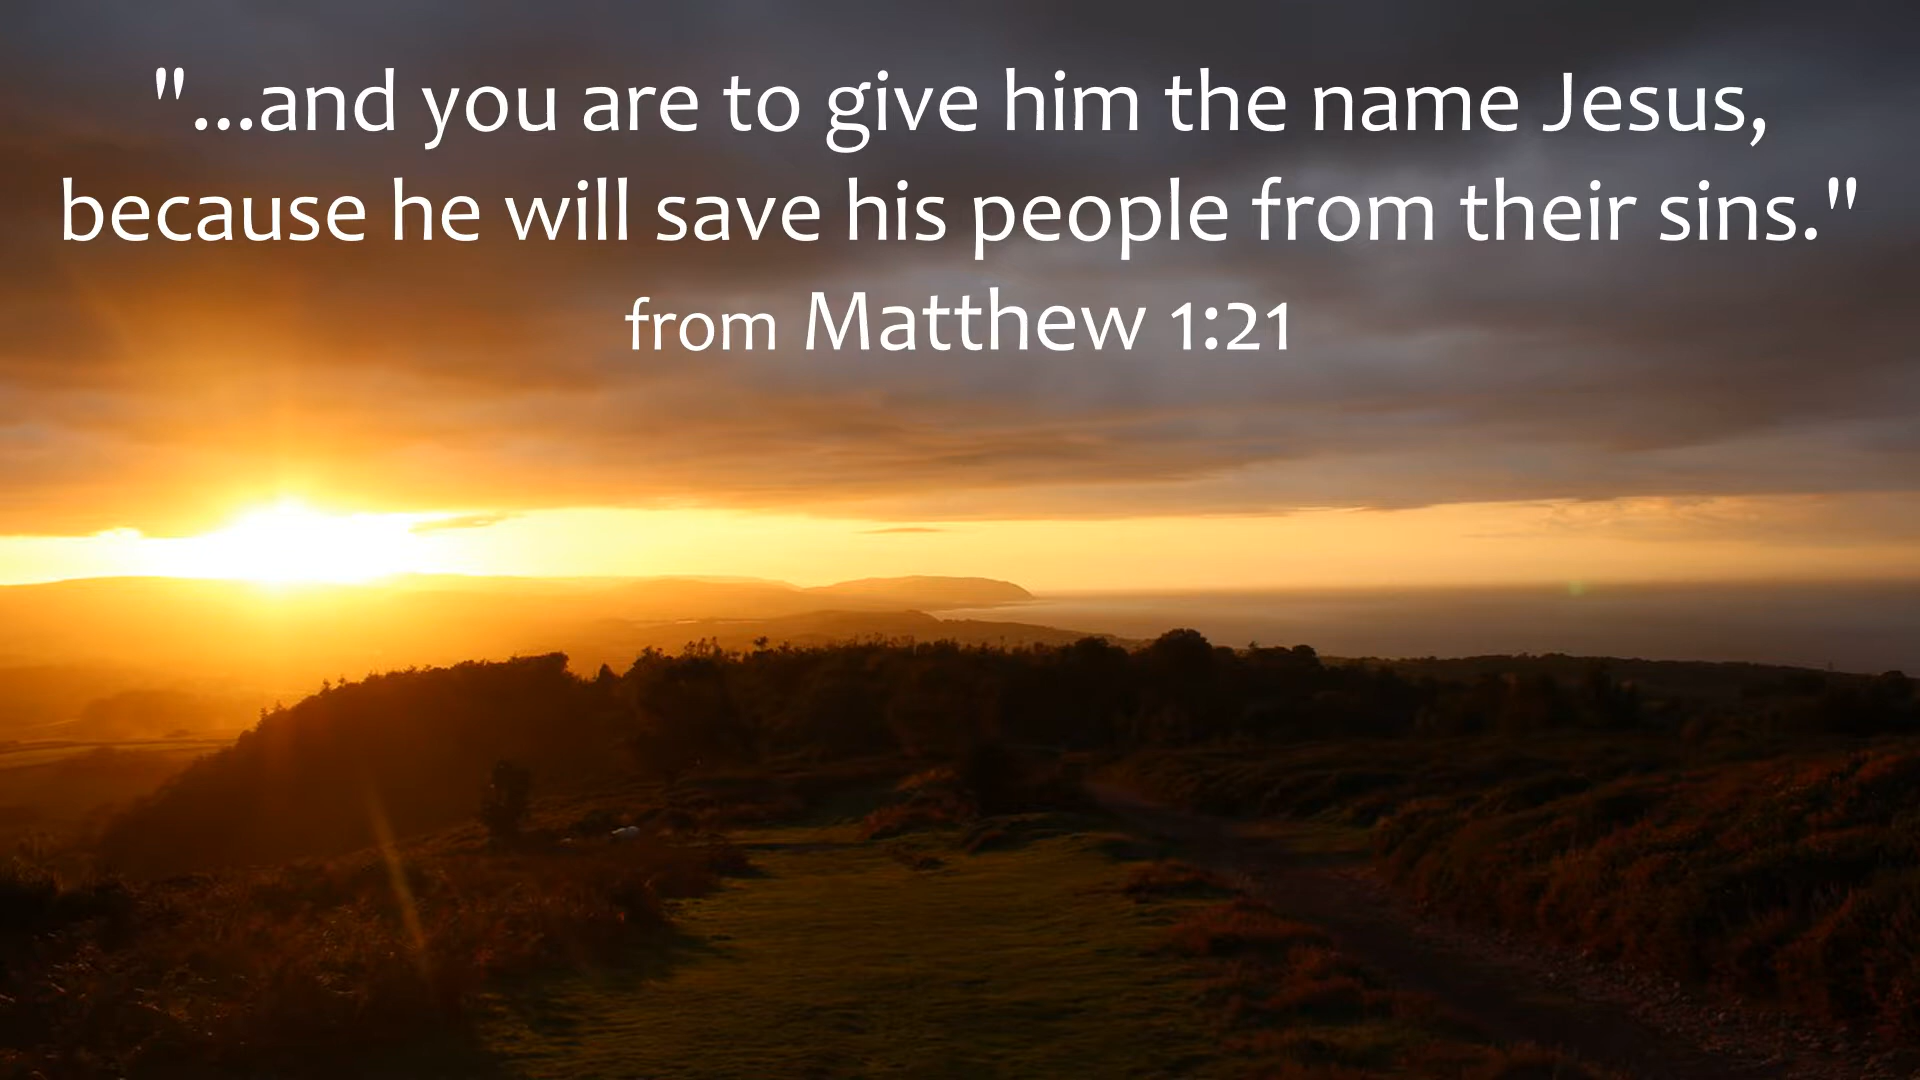 "...and you are to give him the name Jesus,
because he will save his people from their sins."
from Matthew 1:21